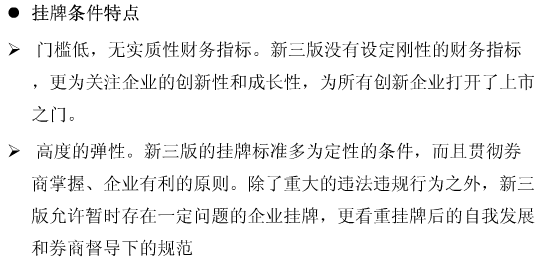 ● 挂牌条件特点
➢ 门槛低，无实质性财务指标。新三版没有设定刚性的财务指标
，更为关注企业的创新性和成长性，为所有创新企业打开了上市
之门。
➢ 高度的弹性。新三版的挂牌标准多为定性的条件，而且贯彻券
商掌握、企业有利的原则。除了重大的违法违规行为之外，新三
版允许暂时存在一定问题的企业挂牌，更看重挂牌后的自我发展
和券商督导下的规范